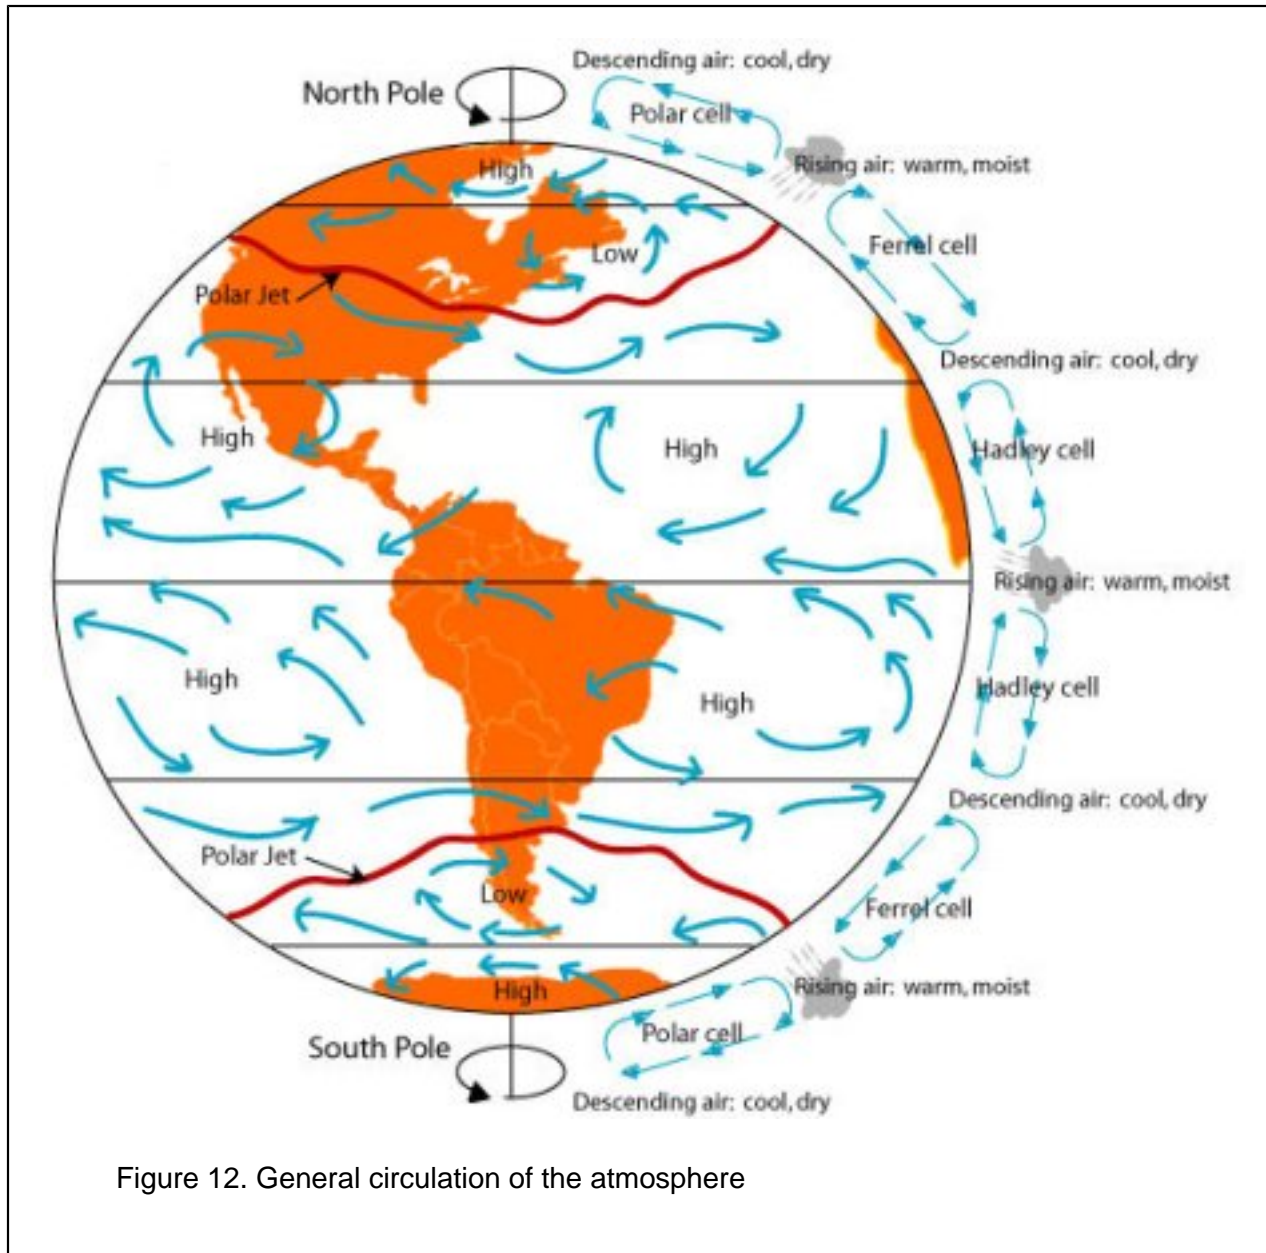 Descending air: cool, dry
North Pole
Polar cell
High
Rising air: warm, moist
Low
Ferrel cell
Polar Jet
Descending air: cool, dry
High
High
Hadley cell
Rising air: warm, moist
High
High
Hadley cell
Descending air: cool, dry
Polar Jet
Low
Ferrel cell
High
Rising air: warm, moist
South Pole
Polar cell
Descending air: cool, dry
Figure 12. General circulation of the atmosphere